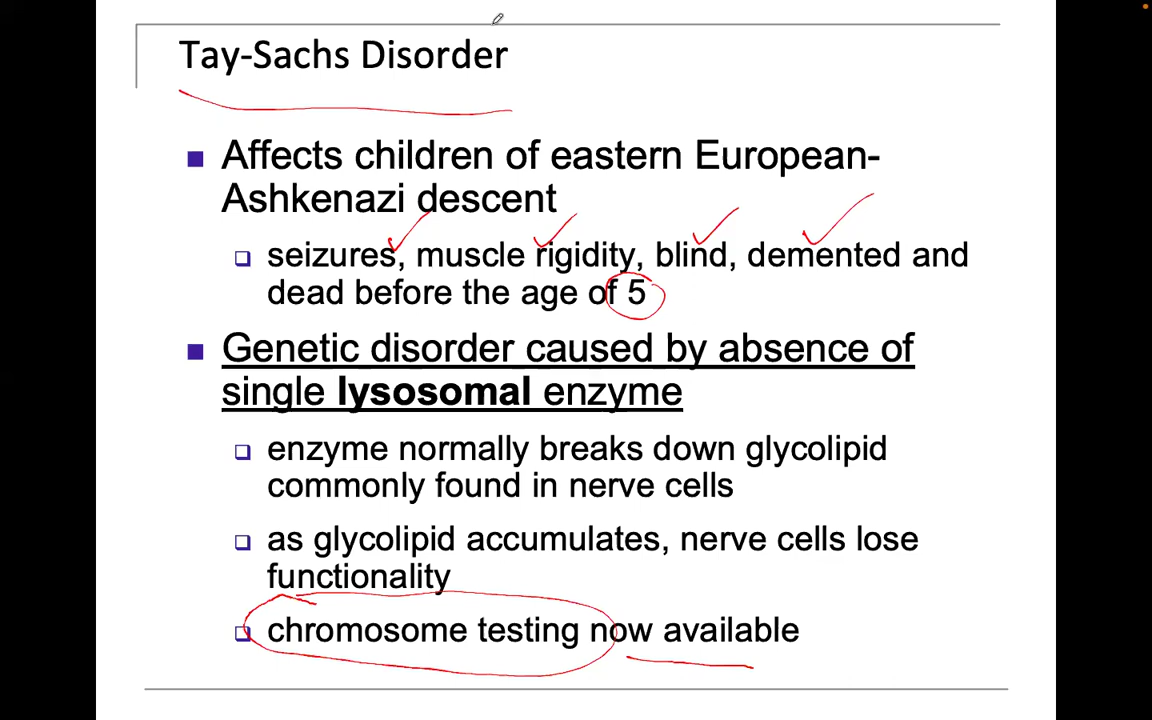 Tay-Sachs Disorder
Affects children of eastern European-
Ashkenazi descent
seizures, muscle rigidity, blind, demented and
dead before the age of 5
Genetic disorder caused by absence of
single lysosomal enzyme
enzyme normally breaks down glycolipid
commonly found in nerve cells
as glycolipid accumulates, nerve cells lose
functionality
chromosome testing now available